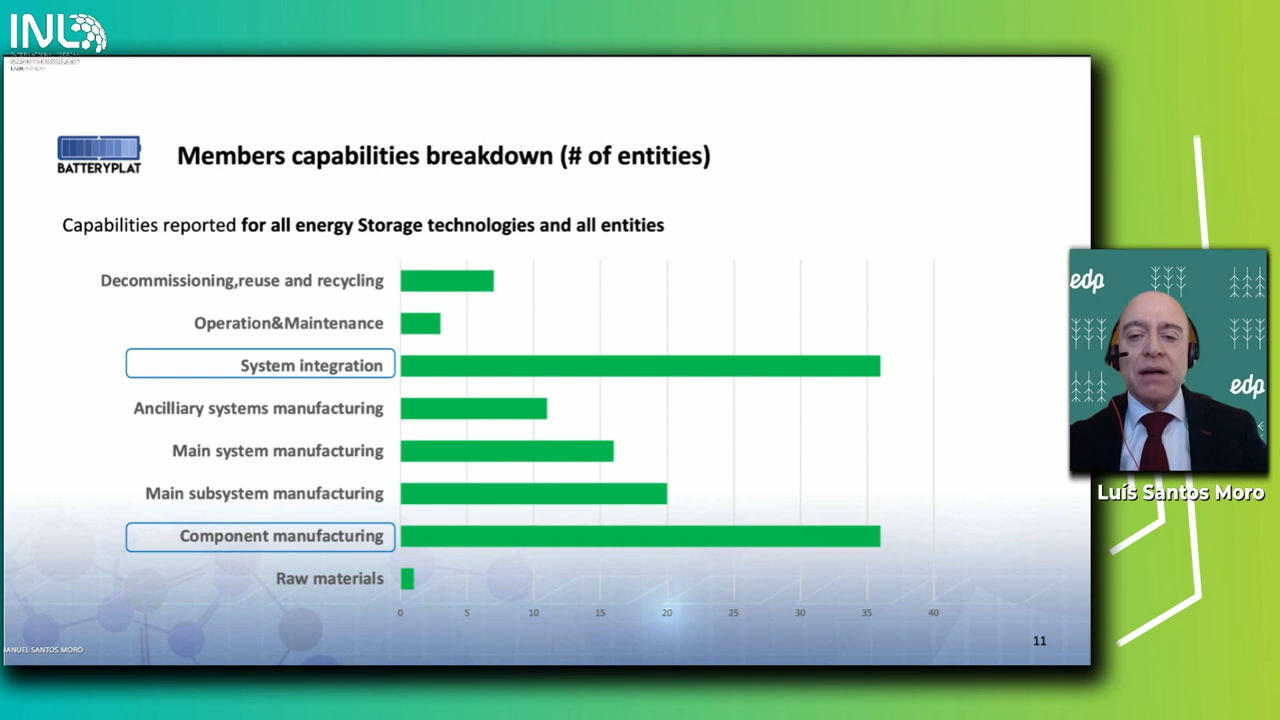 INL
BATTERYPLAT
Members capabilities breakdown (# of entities)
Capabilities reported for all energy Storage technologies and all entities
Decommissioning,reuse and recycling
Operation&Maintenance
System integration
Ancilliary systems manufacturing
Main system manufacturing
Main subsystem manufacturing
Component manufacturing
Raw materials
0 5 10 15 20 25 30 35 40
11
MANUEL SANTOS MORO
edp
edp
Luís Santos Moro